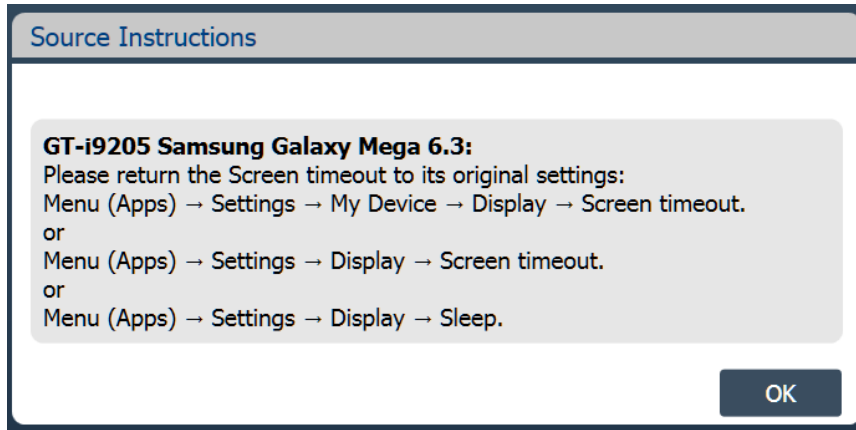 Source Instructions
GT-i9205 Samsung Galaxy Mega 6.3:
Please return the Screen timeout to its original settings:
Menu (Apps) → Settings → My Device → Display → Screen timeout.
or
Menu (Apps) → Settings → Display → Screen timeout.
or
Menu (Apps) → Settings → Display → Sleep.
OK